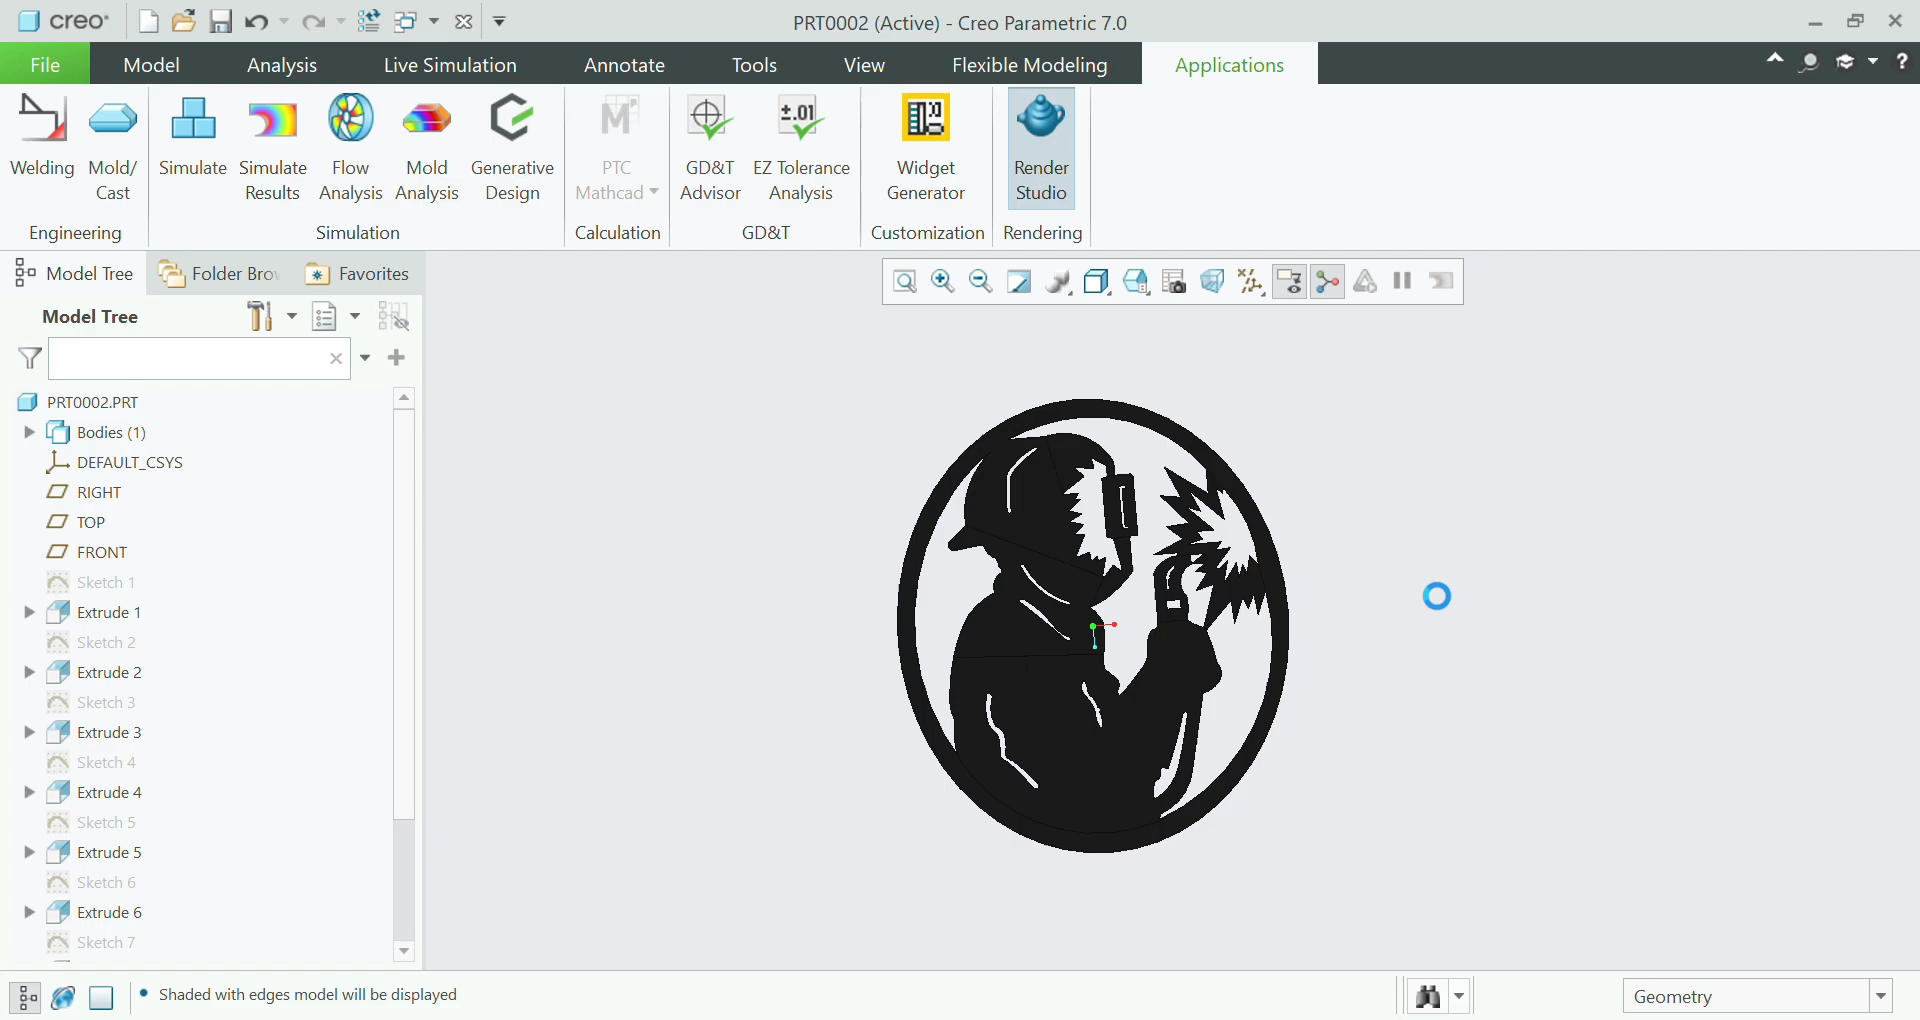 creo
PRT0002 (Active) - Creo Parametric 7.0
File
Model
Analysis
Live Simulation
Annotate
Tools
View
Flexible Modeling
Applications
Welding
Mold/
Cast
Simulate
Simulate
Results
Flow
Analysis
Mold
Analysis
Generative
Design
PTC
Mathcad
GD&T
Advisor
±.01
EZ Tolerance
Analysis
Widget
Generator
Render
Studio
Engineering
Simulation
Calculation
GD&T
Customization
Rendering
Model Tree
Folder Brow
Favorites
Model Tree
PRT0002.PRT
Bodies (1)
DEFAULT_CSYS
RIGHT
TOP
FRONT
Sketch 1
Extrude 1
Sketch 2
Extrude 2
Sketch 3
Extrude 3
Sketch 4
Extrude 4
Sketch 5
Extrude 5
Sketch 6
Extrude 6
Sketch 7
Shaded with edges model will be displayed
Geometry